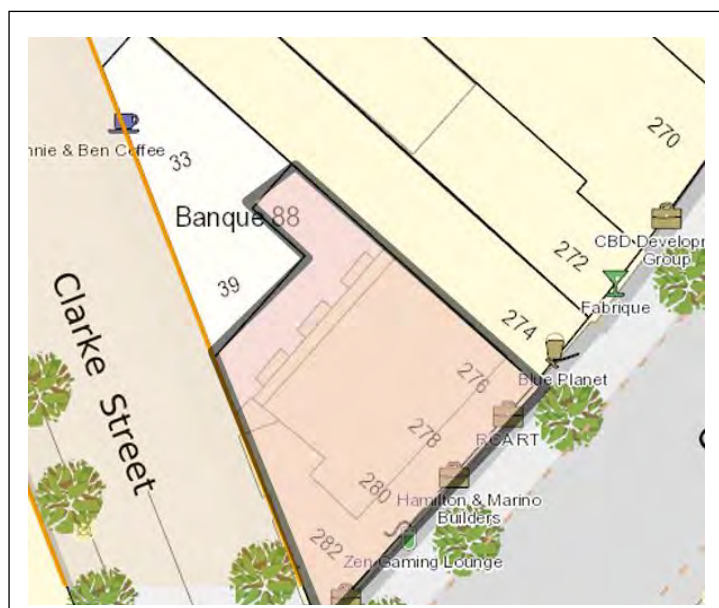 270
nnie & Ben Coffee
33
Banque 88
CBD Developm
Group
272
Fabrique
39
274
Blue Planet
276
RCART
Clarke Street
278
Hamilton & Marino
Builders
280
Zen Gaming Lounge
282